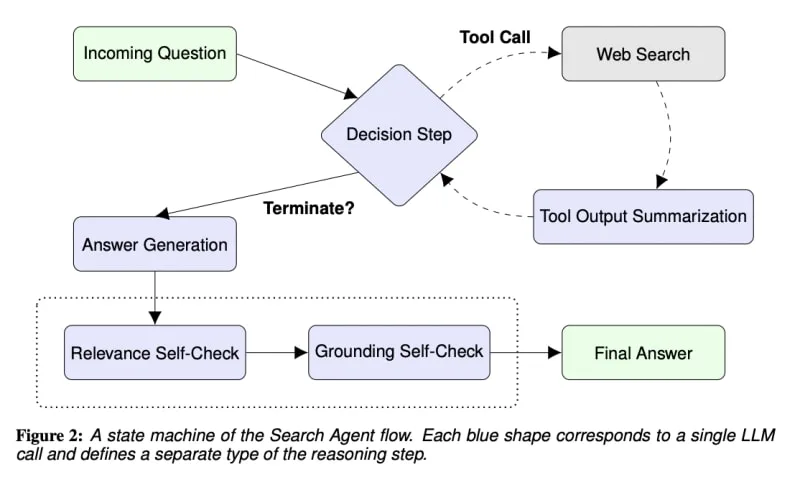 Incoming Question
Tool Call
Web Search
Decision Step
Terminate?
Tool Output Summarization
Answer Generation
Relevance Self-Check
Grounding Self-Check
Final Answer
Figure 2: A state machine of the Search Agent flow. Each blue shape corresponds to a single LLM
call and defines a separate type of the reasoning step.